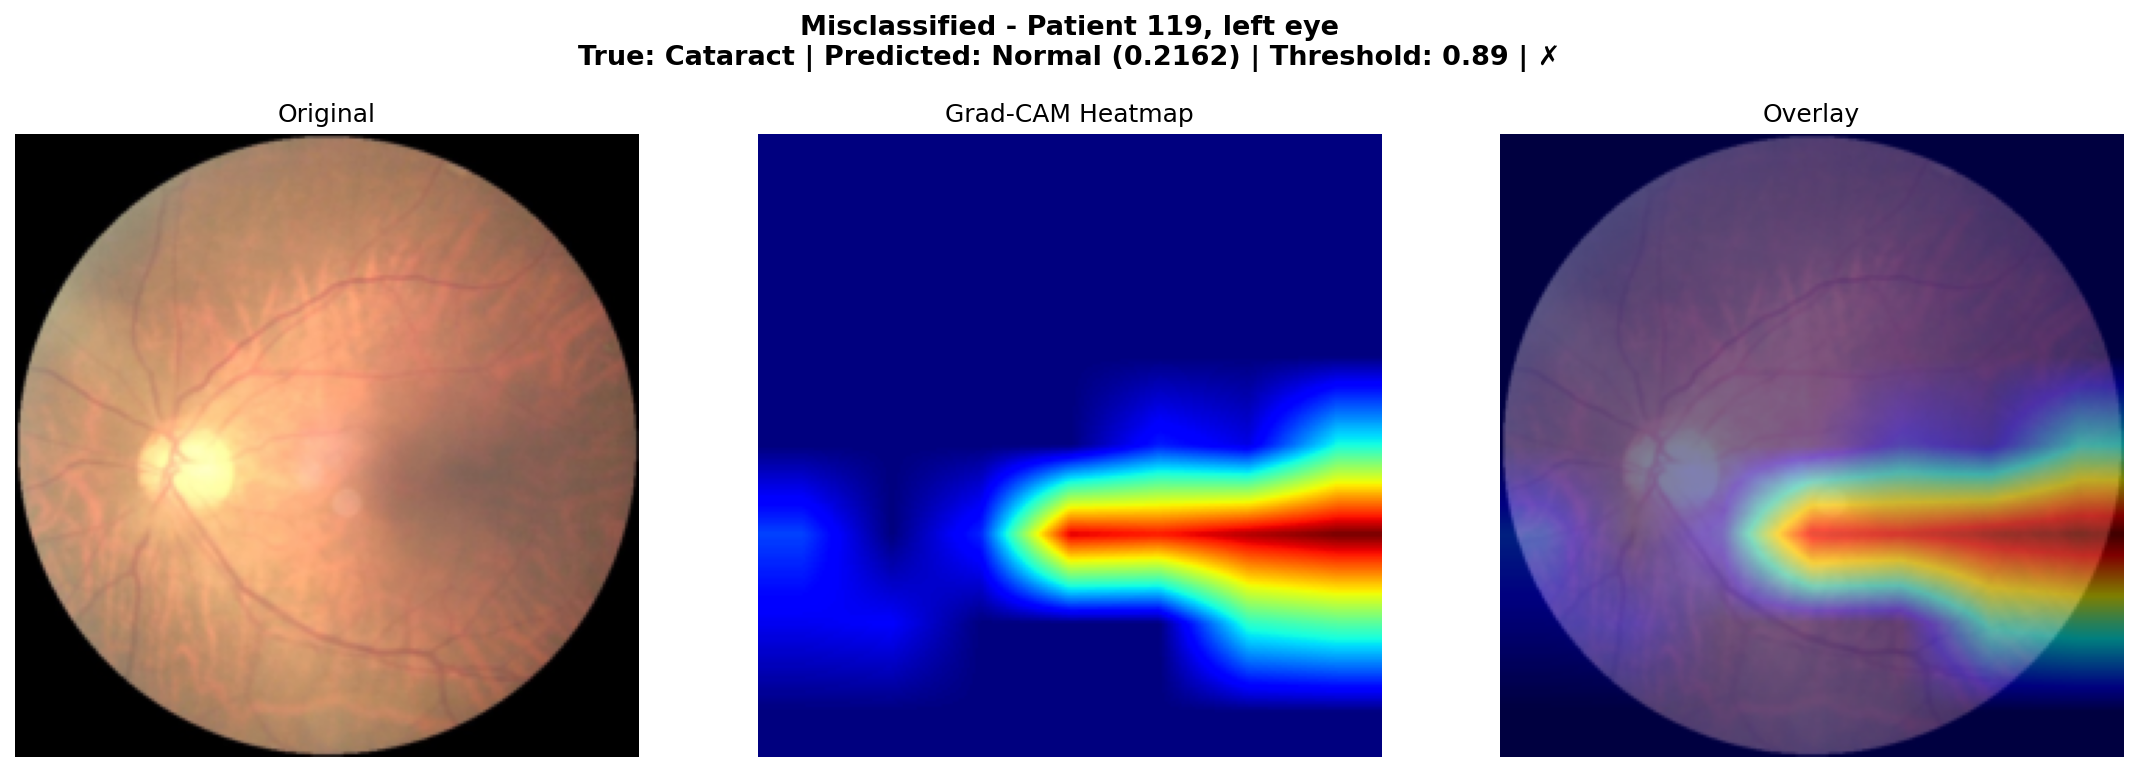 Misclassified - Patient 119, left eye
True: Cataract | Predicted: Normal (0.2162) | Threshold: 0.89 | ✗
Original
Grad-CAM Heatmap
Overlay